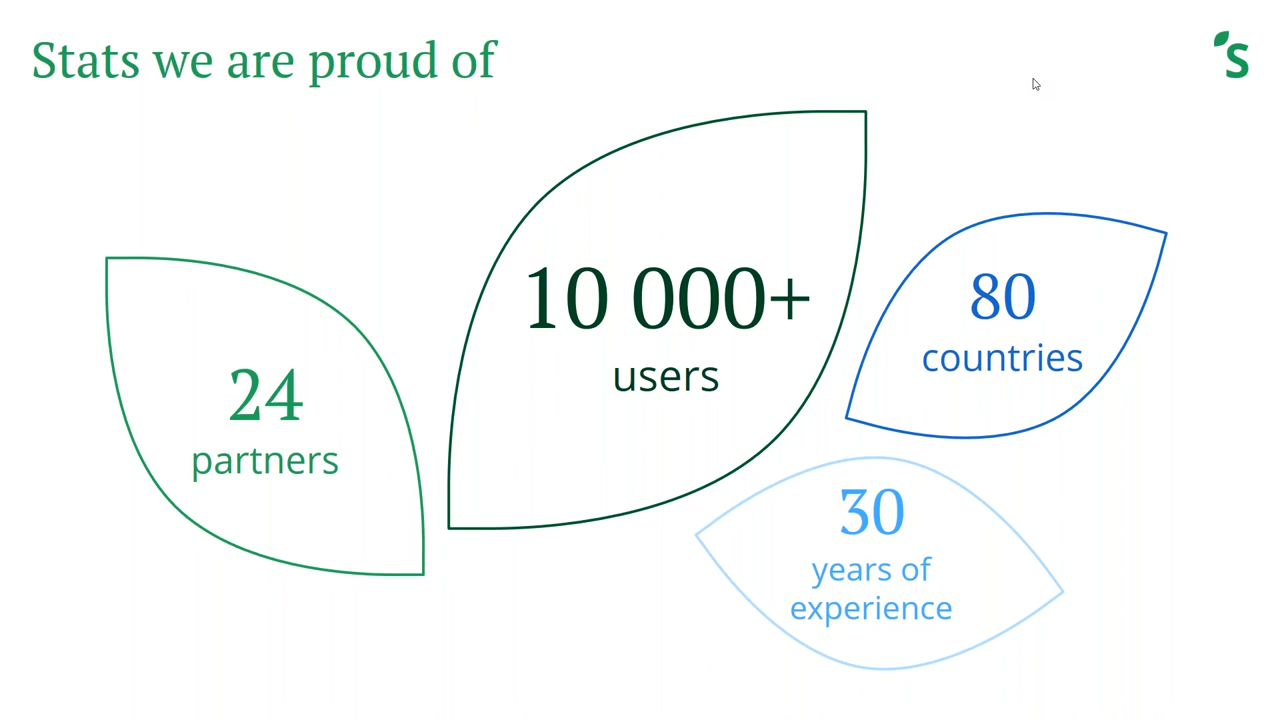 Stats we are proud of
S
10 000+
users
80
countries
24
partners
30
years of
experience